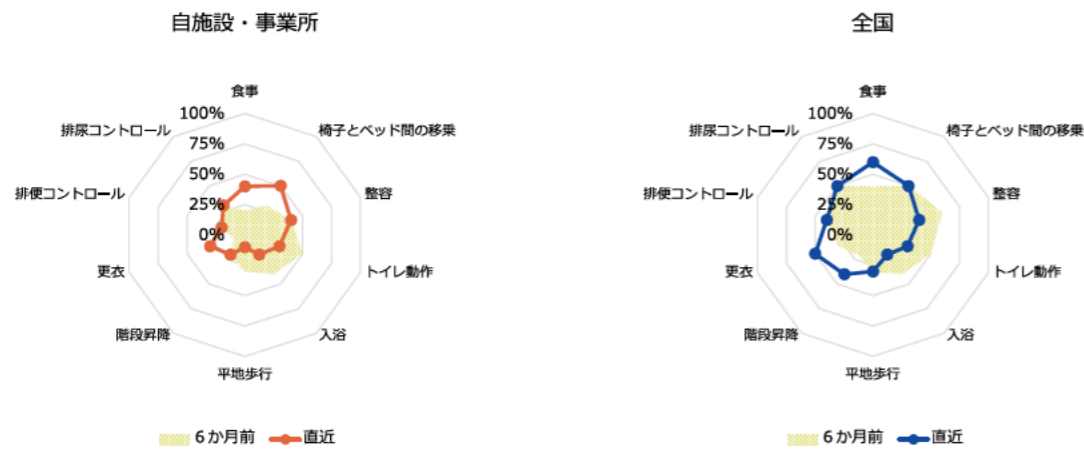 自施設・事業所
食事
椅子とベッド間の移乗
整容
トイレ動作
入浴
平地歩行
階段昇降
更衣
排便コントロール
排尿コントロール
100%
75%
50%
25%
0%
6か月前 直近
全国
食事
椅子とベッド間の移乗
整容
トイレ動作
入浴
平地歩行
階段昇降
更衣
排便コントロール
排尿コントロール
100%
75%
50%
25%
0%
6か月前 直近